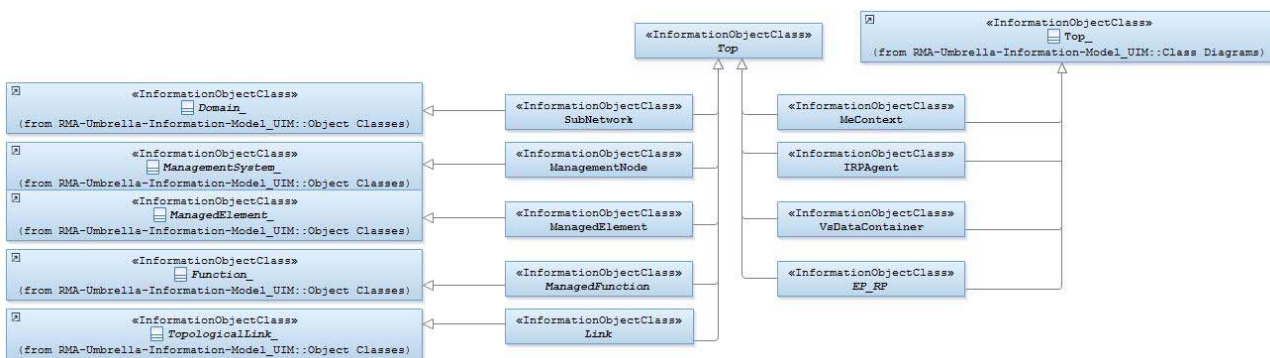 «InformationObjectClass»
Top
«InformationObjectClass»
Top_
(from RMA-Umbrella-Information-Model_UIM::Class Diagrams)
«InformationObjectClass»
Domain_
(from RMA-Umbrella-Information-Model_UIM::Object Classes)
«InformationObjectClass»
SubNetwork
«InformationObjectClass»
MeContext
«InformationObjectClass»
ManagementSystem_
(from RMA-Umbrella-Information-Model_UIM::Object Classes)
«InformationObjectClass»
ManagementNode
«InformationObjectClass»
IRPAgent
«InformationObjectClass»
ManagedElement_
(from RMA-Umbrella-Information-Model_UIM::Object Classes)
«InformationObjectClass»
ManagedElement
«InformationObjectClass»
VsDataContainer
«InformationObjectClass»
Function_
(from RMA-Umbrella-Information-Model_UIM::Object Classes)
«InformationObjectClass»
ManagedFunction
«InformationObjectClass»
EP_RP
«InformationObjectClass»
TopologicalLink_
(from RMA-Umbrella-Information-Model_UIM::Object Classes)
«InformationObjectClass»
Link